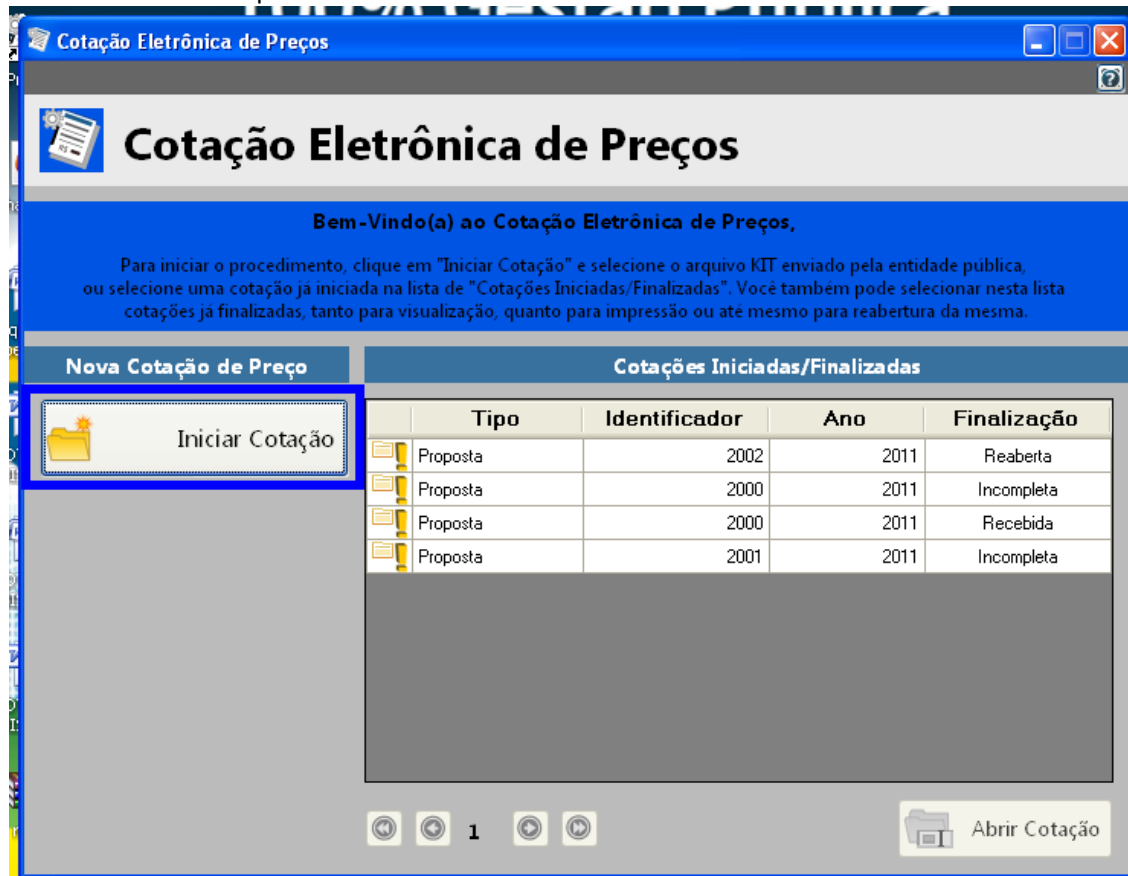 100% Gestão Pública
Cotação Eletrônica de Preços
Cotação Eletrônica de Preços
Bem-Vindo(a) ao Cotação Eletrônica de Preços,
Para iniciar o procedimento, clique em "Iniciar Cotação" e selecione o arquivo KIT enviado pela entidade pública,
ou selecione uma cotação já iniciada na lista de "Cotações Iniciadas/Finalizadas". Você também pode selecionar nesta lista
cotações já finalizadas, tanto para visualização, quanto para impressão ou até mesmo para reabertura da mesma.
Nova Cotação de Preço
Cotações Iniciadas/Finalizadas
Iniciar Cotação
Tipo Identificador Ano Finalização
Proposta 2002 2011 Reaberta
Proposta 2000 2011 Incompleta
Proposta 2000 2011 Recebida
Proposta 2001 2011 Incompleta
1
Abrir Cotação